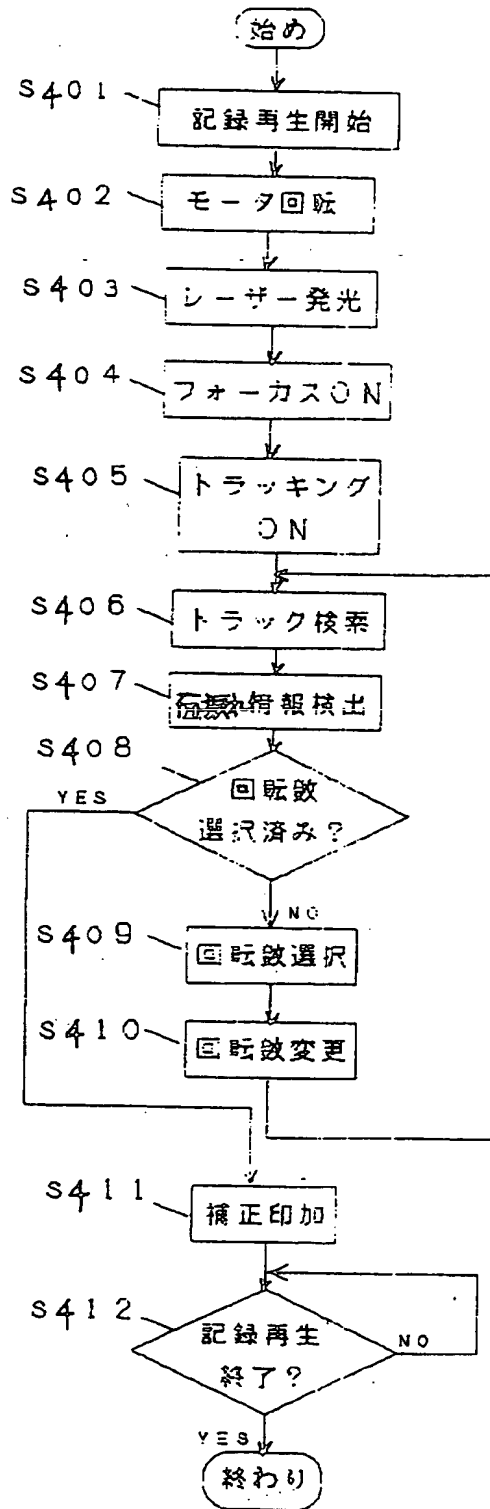 始め
S401
記録再生開始
S402
モータ回転
S403
レーザー発光
S404
フォーカスON
S405
トラッキング
ON
S406
トラック検索
S407
情報検出
S408
回転数
選択済み?
YES
NO
S409
回転数選択
S410
回転数変更
S411
補正印加
S412
記録再生
終了?
NO
YES
終わり